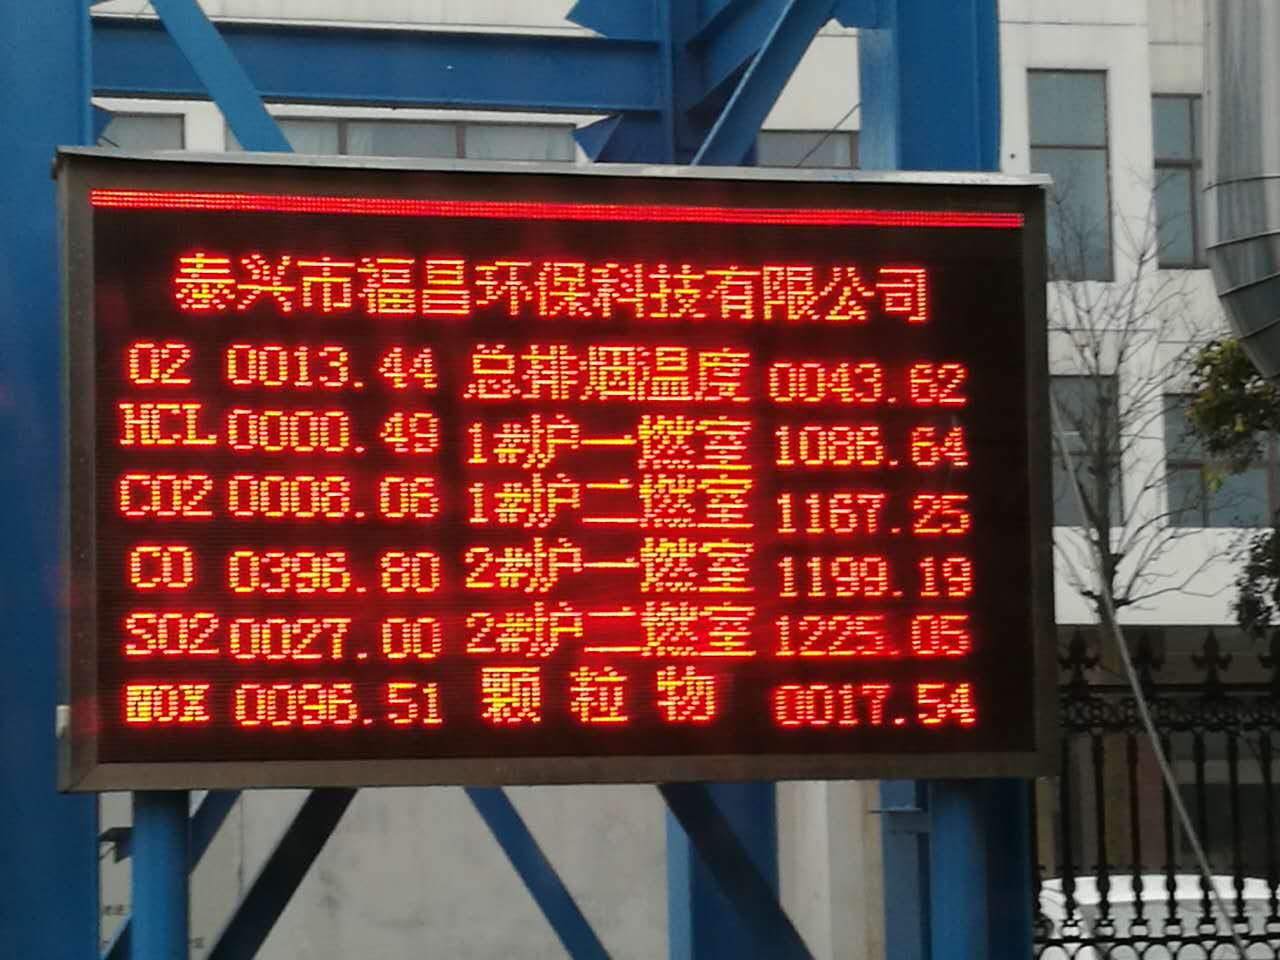 泰兴市福昌环保科技有限公司
O2 0013.44 总排烟温度 0043.62
HCL 0000.49 1#炉一燃室 1086.64
CO2 0008.06 1#炉二燃室 1167.25
CO 0396.80 2#炉一燃室 1199.19
SO2 0027.00 2#炉二燃室 1225.05
NOX 0096.51 颗粒物 0017.54